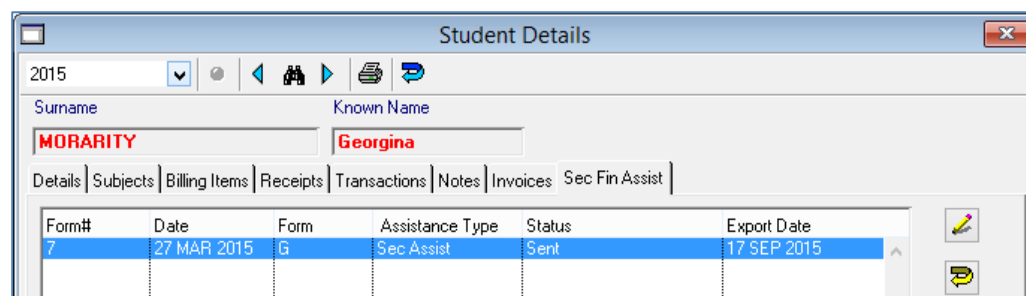 Student Details
2015
Surname Known Name
MORARITY Georgina
Details Subjects Billing Items Receipts Transactions Notes Invoices Sec Fin Assist
Form# Date Form Assistance Type Status Export Date
7 27 MAR 2015 G Sec Assist Sent 17 SEP 2015